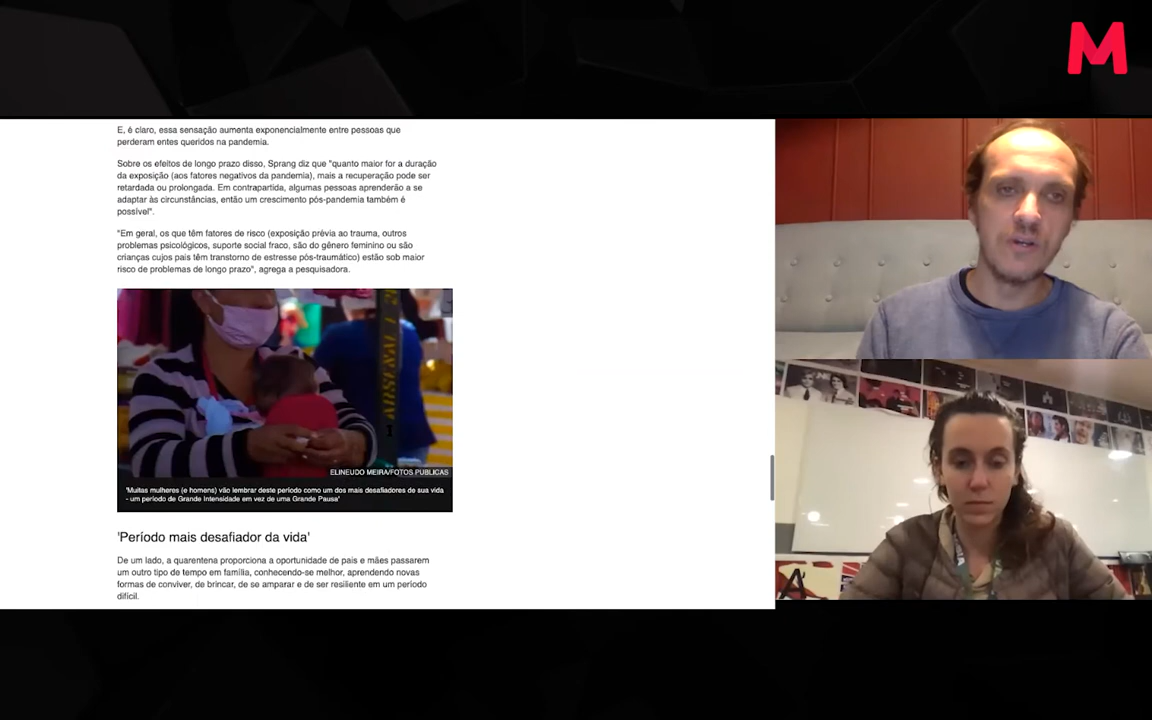 M
E, é claro, essa sensação aumenta exponencialmente entre pessoas que
perderam entes queridos na pandemia.
Sobre os efeitos de longo prazo disso, Sprang diz que "quanto maior for a duração
da exposição (aos fatores negativos da pandemia), mais a recuperação pode ser
retardada ou prolongada. Em contrapartida, algumas pessoas aprenderão a se
adaptar às circunstâncias, então um crescimento pós-pandemia também é
possível".
"Em geral, os que têm fatores de risco (exposição prévia ao trauma, outros
problemas psicológicos, suporte social fraco, são do gênero feminino ou são
crianças cujos pais têm transtorno de estresse pós-traumático) estão sob maior
risco de problemas de longo prazo", agrega a pesquisadora.
ARSENAL
ELINEUDO MEIRA/FOTOS PUBLICAS
'Muitas mulheres (e homens) vão lembrar deste período como um dos mais desafiadores de sua vida
- um período de Grande Intensidade em vez de uma Grande Pausa'
'Período mais desafiador da vida'
De um lado, a quarentena proporciona a oportunidade de pais e mães passarem
um outro tipo de tempo em família, conhecendo-se melhor, aprendendo novas
formas de conviver, de brincar, de se amparar e de ser resiliente em um período
difícil.